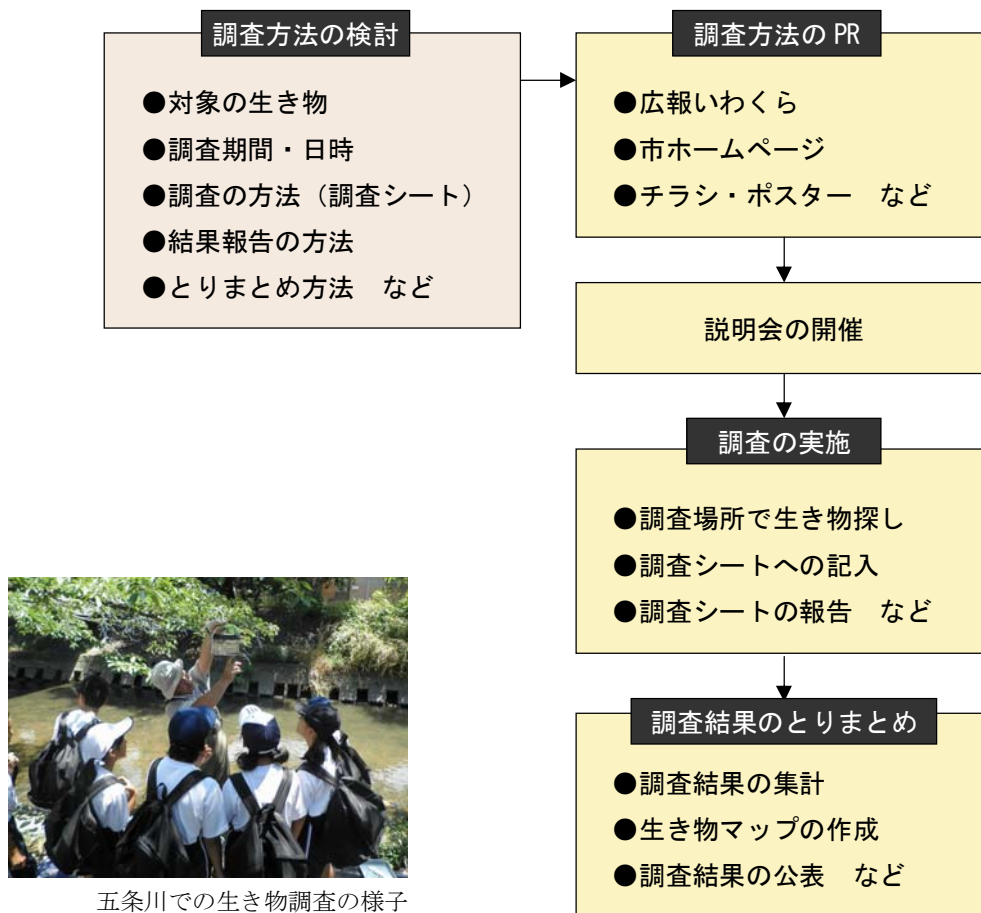 調査方法の検討
●対象の生き物
●調査期間・日時
●調査の方法（調査シート）
●結果報告の方法
●とりまとめ方法　など
調査方法の PR
●広報いわくら
●市ホームページ
●チラシ・ポスター　など
説明会の開催
調査の実施
●調査場所で生き物探し
●調査シートへの記入
●調査シートの報告　など
調査結果のとりまとめ
●調査結果の集計
●生き物マップの作成
●調査結果の公表　など
五条川での生き物調査の様子